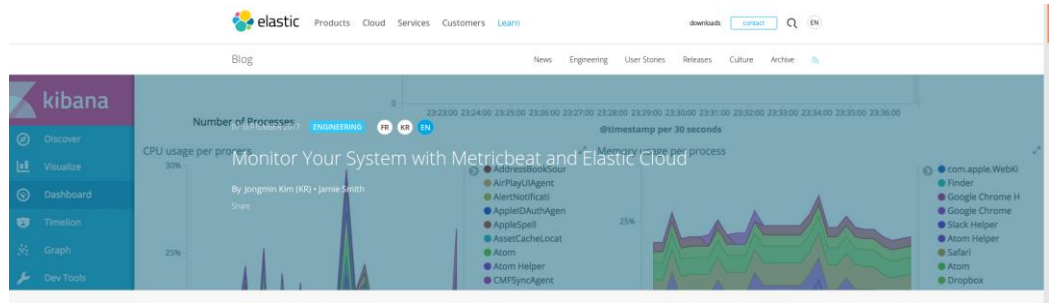 elastic Products Cloud Services Customers Learn downloads contact EN
Blog News Engineering User Stories Releases Culture Archive
kibana
Discover
Visualize
Dashboard
Timelion
Graph
Dev Tools
0
23:23:00 23:24:00 23:25:00 23:26:00 23:27:00 23:28:00 23:29:00 23:30:00 23:31:00 23:32:00 23:33:00 23:34:00 23:35:00 23:36:00
@timestamp per 30 seconds
Number of Processes
07 SEPTEMBER 2017 ENGINEERING FR KR EN
CPU usage per process
Memory usage per process
Monitor Your System with Metricbeat and Elastic Cloud
By Jongmin Kim (KR) • Jamie Smith
Share
30%
25%
AddressBookSour
AirPlayUIAgent
AlertNotificati
AppleIDAuthAgen
AppleSpell
AssetCacheLocat
Atom
Atom Helper
CMFSyncAgent
25%
com.apple.WebKi
Finder
Google Chrome H
Google Chrome
Slack Helper
Atom Helper
Safari
Atom
Dropbox